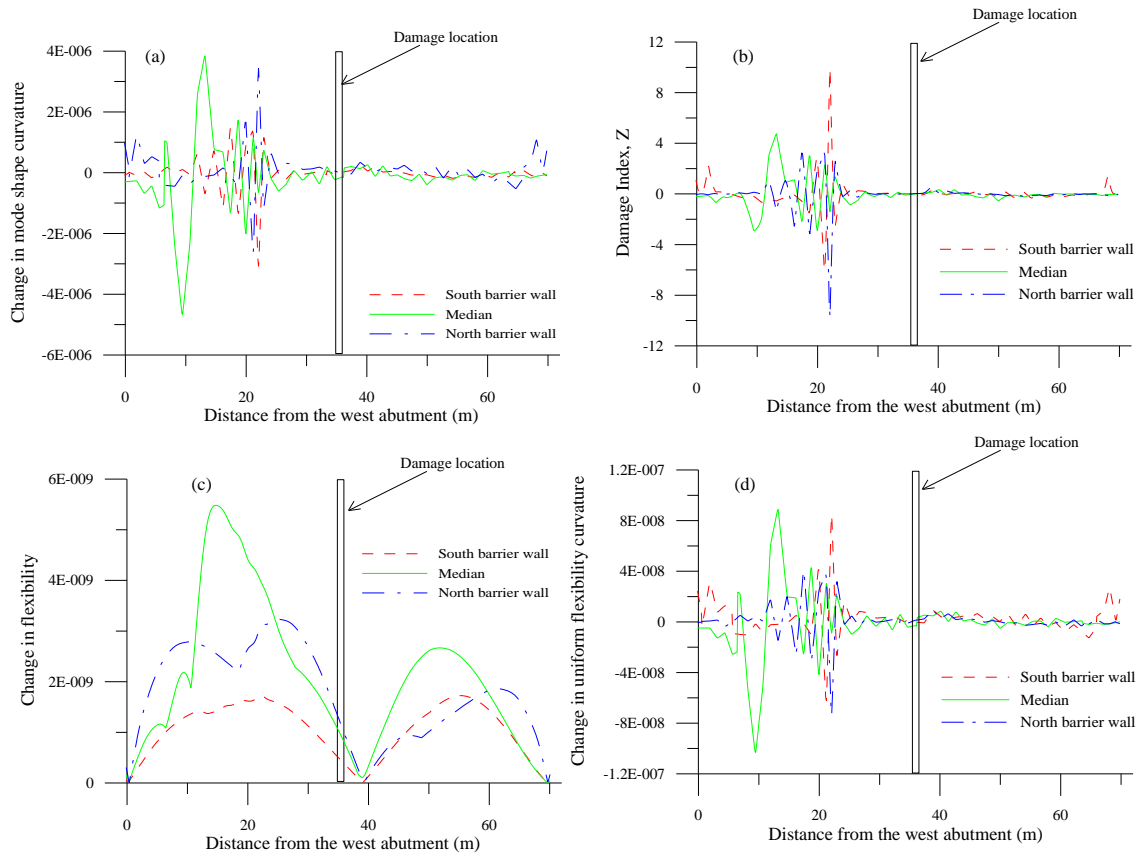 (a)
Damage location
4E-006
2E-006
0
-2E-006
-4E-006
-6E-006
Change in mode shape curvature
South barrier wall
Median
North barrier wall
0
20
40
60
Distance from the west abutment (m)
(b)
Damage location
12
8
4
0
-4
-8
-12
Damage Index, Z
South barrier wall
Median
North barrier wall
0
20
40
60
Distance from the west abutment (m)
(c)
Damage location
6E-009
4E-009
2E-009
0
Change in flexibility
South barrier wall
Median
North barrier wall
0
20
40
60
Distance from the west abutment (m)
(d)
Damage location
1.2E-007
8E-008
4E-008
0
-4E-008
-8E-008
-1.2E-007
Change in uniform flexibility curvature
South barrier wall
Median
North barrier wall
0
20
40
60
Distance from the west abutment (m)